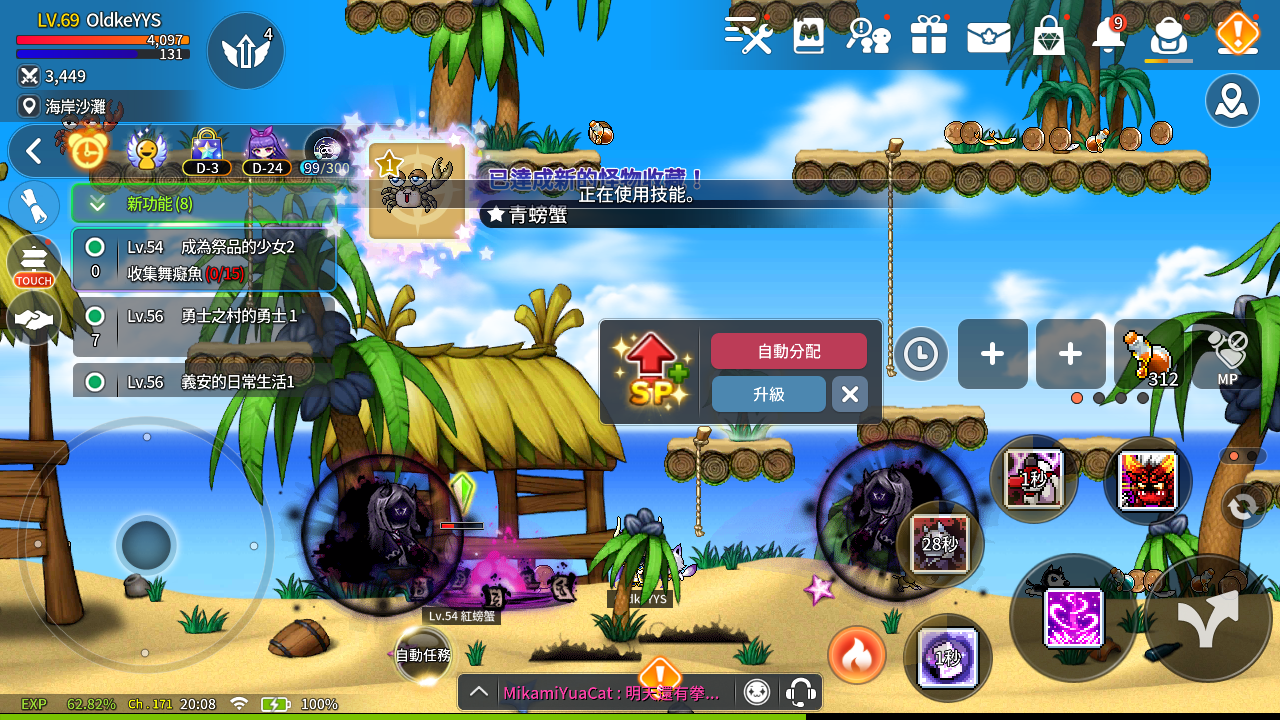 LV.69 OldkeYYS
4,097
131
4
3,449
海岸沙灘
9
D-3
D-24
99/300
1
已達成新的怪物收藏！
正在使用技能。
青螃蟹
新功能 (8)
Lv.54 成為祭品的少女2
0
收集舞癡魚 (0/15)
TOUCH
Lv.56 勇士之村的勇士1
7
Lv.56 義安的日常生活1
自動分配
SP
升級
312
MP
1秒
28秒
1秒
Lv.54 紅螃蟹
自動任務
MikamiYuaCat : 明天還有拳...
EXP 62.82% Ch.171 20:08 100%